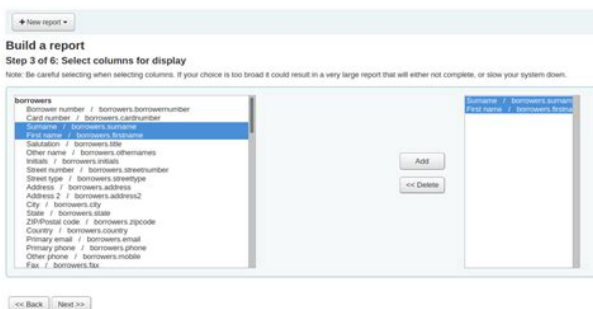 + New report
Build a report
Step 3 of 6: Select columns for display
Note: Be careful selecting when selecting columns. If your choice is too broad it could result in a very large report that will either not complete, or slow your system down.
borrowers
Borrower number / borrowers.borrowernumber
Card number / borrowers.cardnumber
Surname / borrowers.surname
First name / borrowers.firstname
Salutation / borrowers.title
Other name / borrowers.othernames
Initials / borrowers.initials
Street number / borrowers.streetnumber
Street type / borrowers.streettype
Address / borrowers.address
Address 2 / borrowers.address2
City / borrowers.city
State / borrowers.state
ZIP/Postal code / borrowers.zipcode
Country / borrowers.country
Primary email / borrowers.email
Primary phone / borrowers.phone
Other phone / borrowers.mobile
Fax / borrowers.fax
Add
<< Delete
Surname / borrowers.surnam
First name / borrowers.firstna
<< Back Next >>